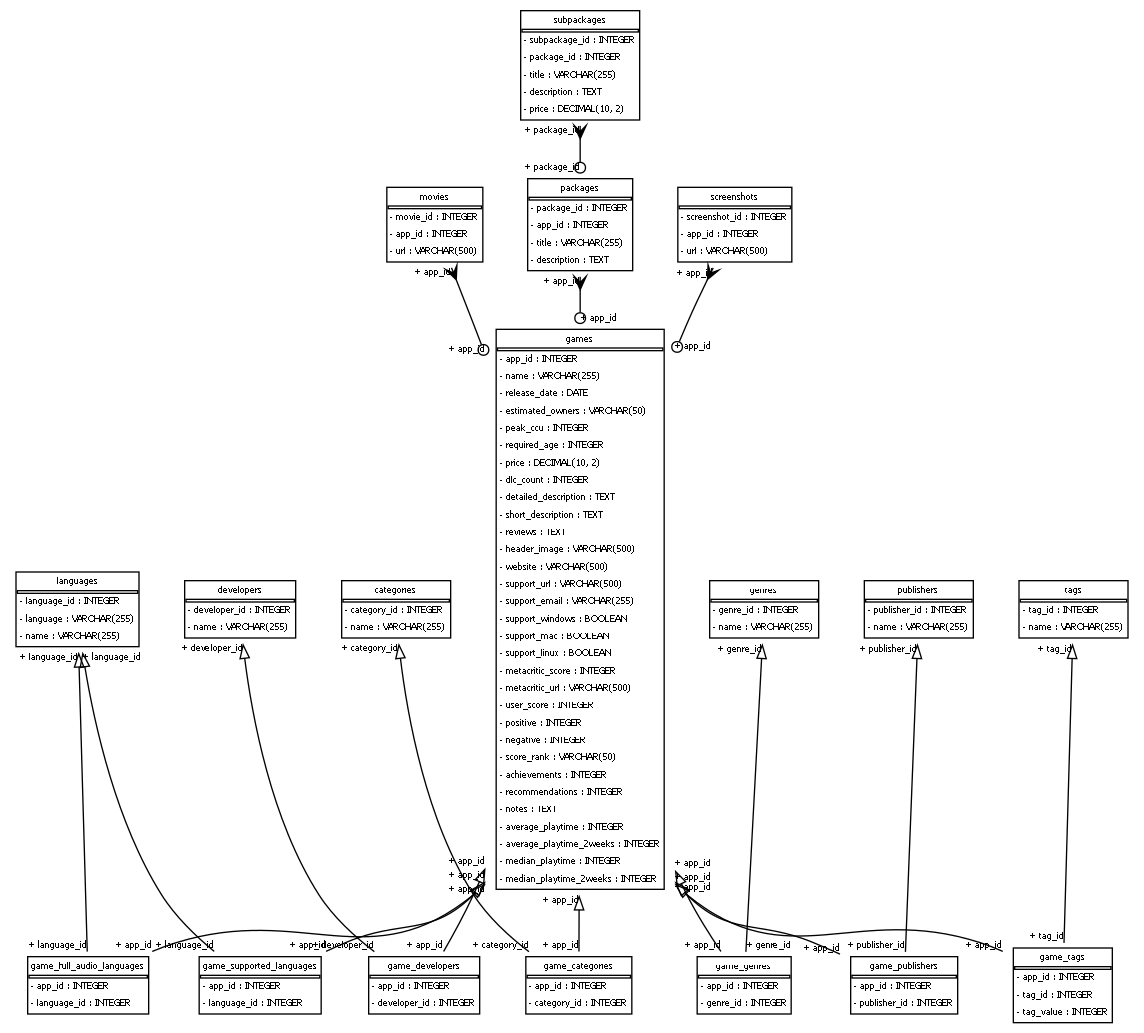 subpackages
- subpackage_id : INTEGER
- package_id : INTEGER
- title : VARCHAR(255)
- description : TEXT
- price : DECIMAL(10, 2)
+ package_id
+ package_id
movies
- movie_id : INTEGER
- app_id : INTEGER
- url : VARCHAR(500)
+ app_id
packages
- package_id : INTEGER
- app_id : INTEGER
- title : VARCHAR(255)
- description : TEXT
+ app_id
screenshots
- screenshot_id : INTEGER
- app_id : INTEGER
- url : VARCHAR(500)
+ app_id
+ app_id
+ app_id
+ app_id
games
- app_id : INTEGER
- name : VARCHAR(255)
- release_date : DATE
- estimated_owners : VARCHAR(50)
- peak_ccu : INTEGER
- required_age : INTEGER
- price : DECIMAL(10, 2)
- dlc_count : INTEGER
- detailed_description : TEXT
- short_description : TEXT
- reviews : TEXT
- header_image : VARCHAR(500)
- website : VARCHAR(500)
- support_url : VARCHAR(500)
- support_email : VARCHAR(255)
- support_windows : BOOLEAN
- support_mac : BOOLEAN
- support_linux : BOOLEAN
- metacritic_score : INTEGER
- metacritic_url : VARCHAR(500)
- user_score : INTEGER
- positive : INTEGER
- negative : INTEGER
- score_rank : VARCHAR(50)
- achievements : INTEGER
- recommendations : INTEGER
- notes : TEXT
- average_playtime : INTEGER
- average_playtime_2weeks : INTEGER
- median_playtime : INTEGER
- median_playtime_2weeks : INTEGER
languages
- language_id : INTEGER
- language : VARCHAR(255)
- name : VARCHAR(255)
+ language_id
+ language_id
developers
- developer_id : INTEGER
- name : VARCHAR(255)
+ developer_id
categories
- category_id : INTEGER
- name : VARCHAR(255)
+ category_id
genres
- genre_id : INTEGER
- name : VARCHAR(255)
+ genre_id
publishers
- publisher_id : INTEGER
- name : VARCHAR(255)
+ publisher_id
tags
- tag_id : INTEGER
- name : VARCHAR(255)
+ tag_id
+ app_id
+ app_id
+ app_id
+ app_id
+ app_id
+ app_id
+ app_id
+ language_id
+ app_id
+ language_id
+ app_id
+ developer_id
+ app_id
+ category_id
+ app_id
+ app_id
+ genre_id
+ app_id
+ publisher_id
+ app_id
+ tag_id
game_full_audio_languages
- app_id : INTEGER
- language_id : INTEGER
game_supported_languages
- app_id : INTEGER
- language_id : INTEGER
game_developers
- app_id : INTEGER
- developer_id : INTEGER
game_categories
- app_id : INTEGER
- category_id : INTEGER
game_genres
- app_id : INTEGER
- genre_id : INTEGER
game_publishers
- app_id : INTEGER
- publisher_id : INTEGER
game_tags
- app_id : INTEGER
- tag_id : INTEGER
- tag_value : INTEGER